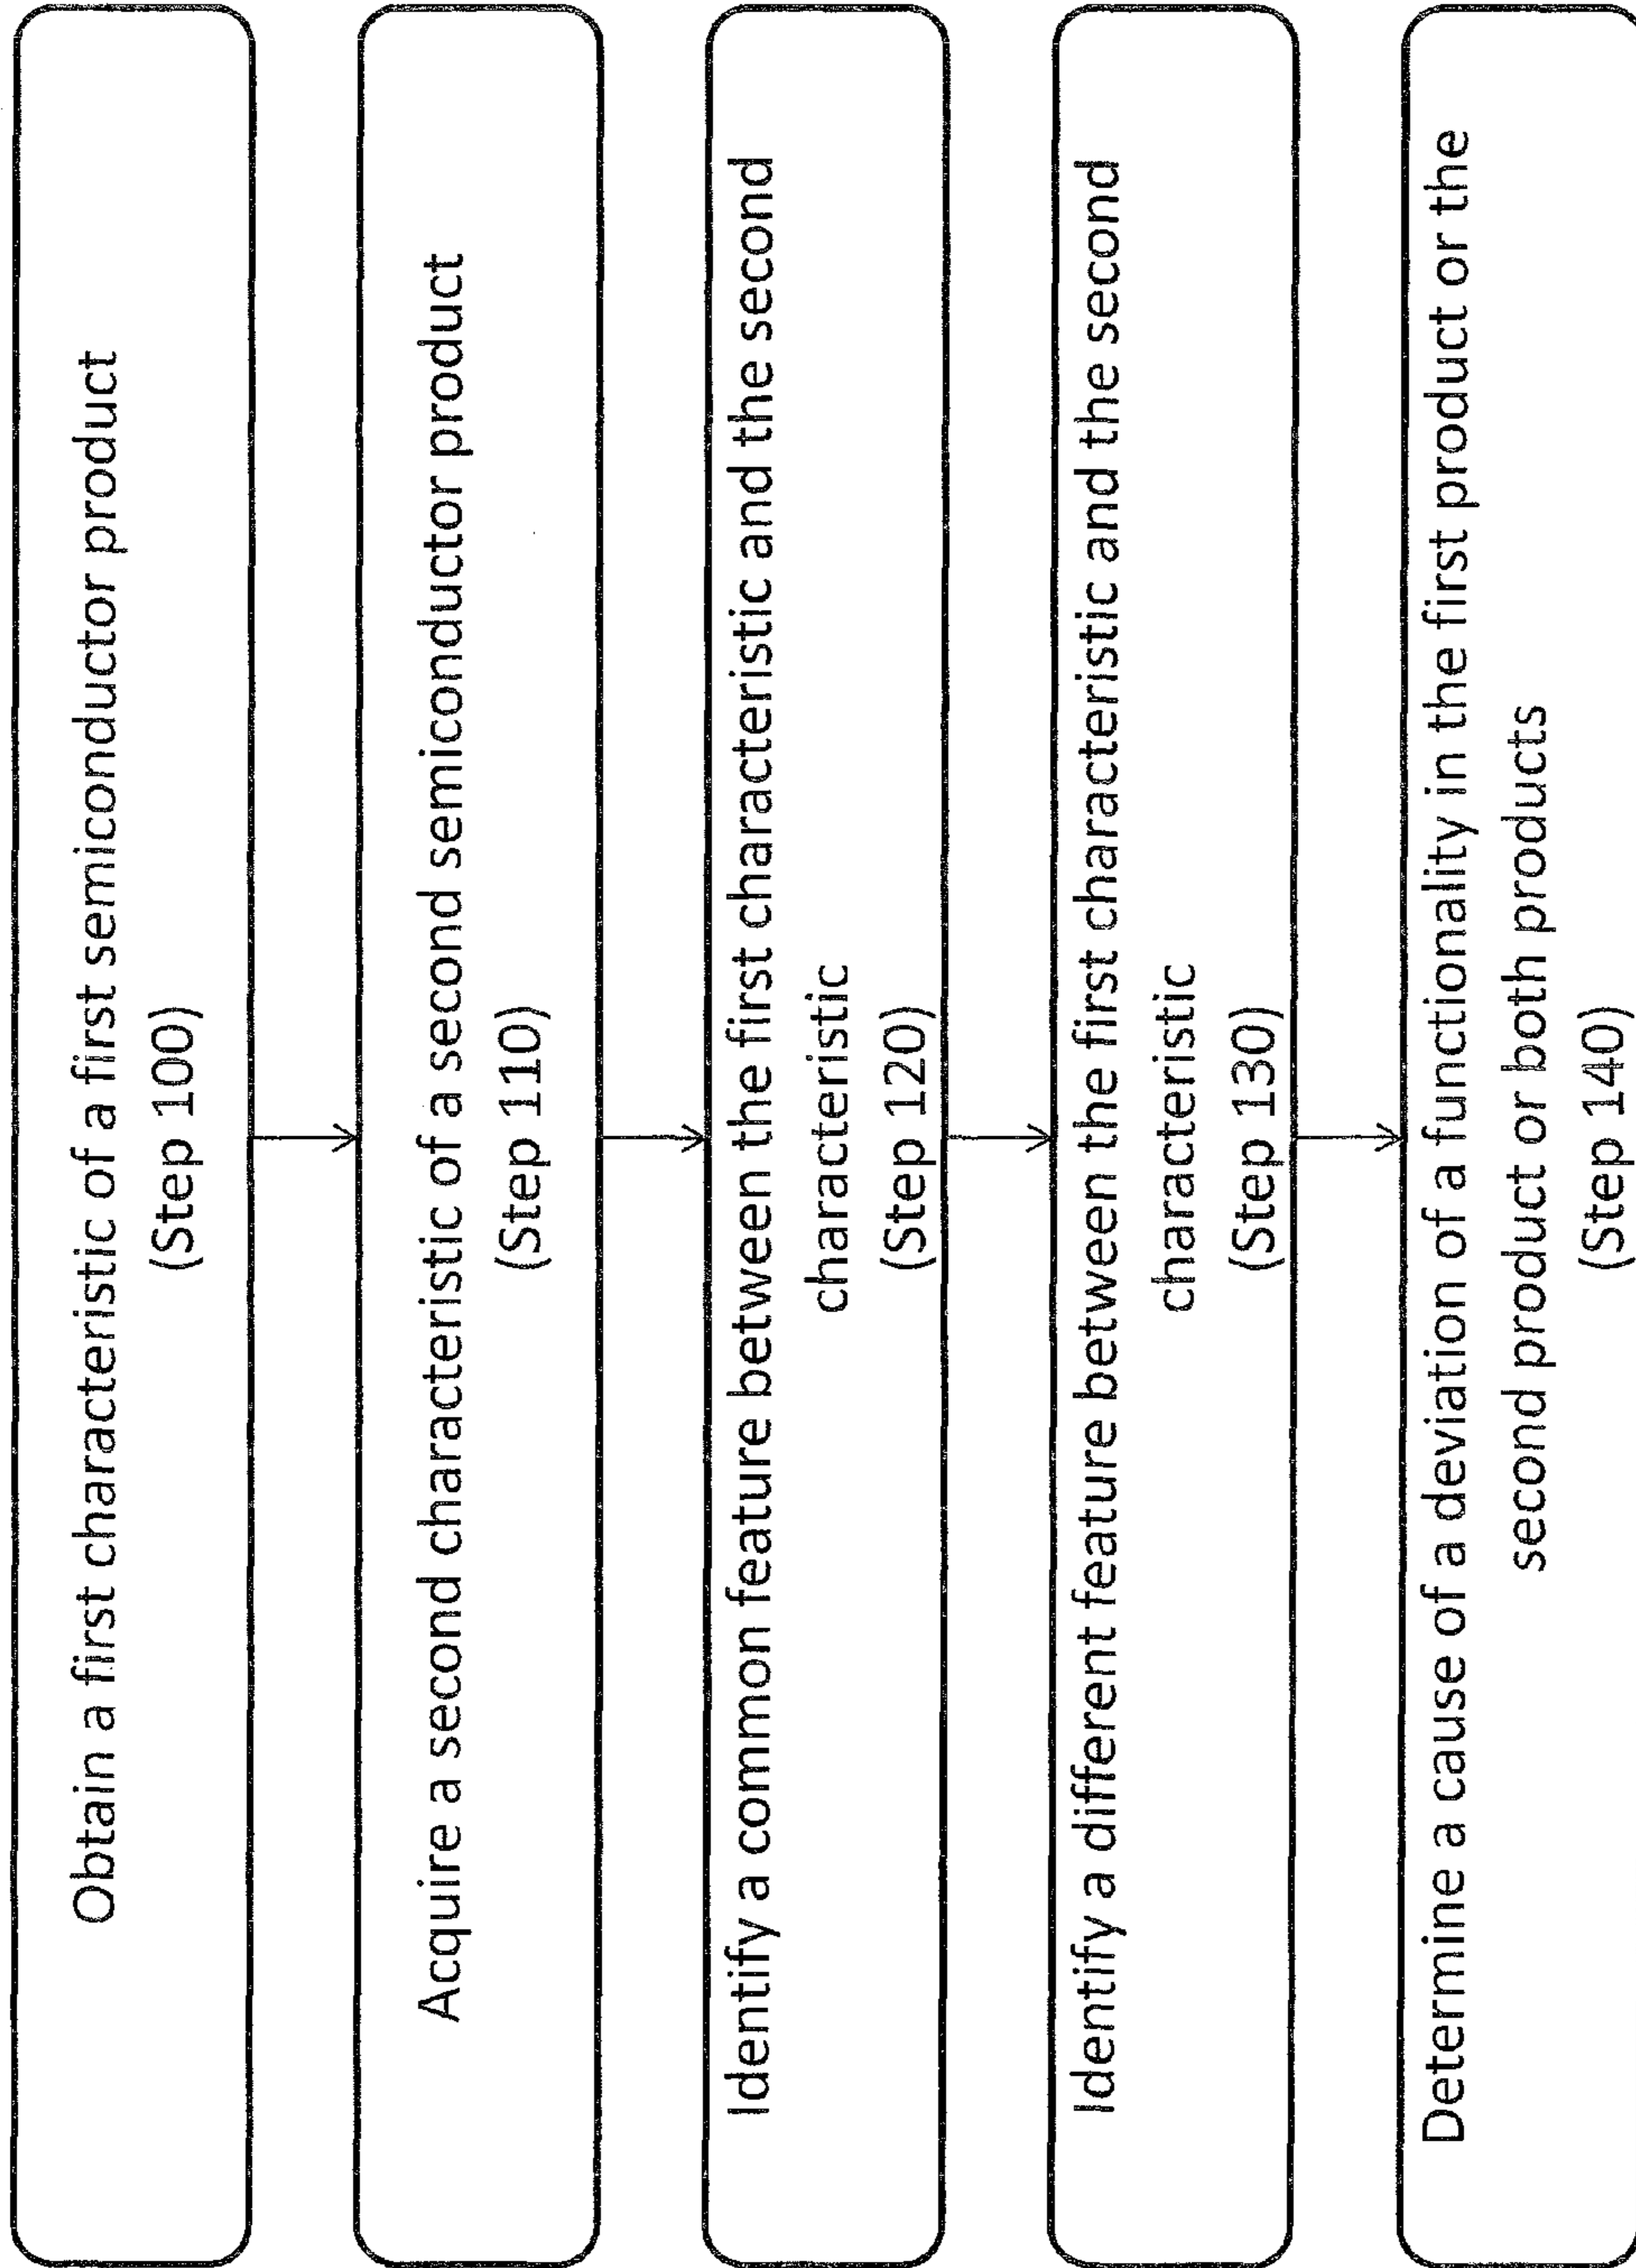 Obtain a first characteristic of a first semiconductor product
(Step 100)
Acquire a second characteristic of a second semiconductor product
(Step 110)
Identify a common feature between the first characteristic and the second
characteristic
(Step 120)
Identify a different feature between the first characteristic and the second
characteristic
(Step 130)
Determine a cause of a deviation of a functionality in the first product or the
second product or both products
(Step 140)